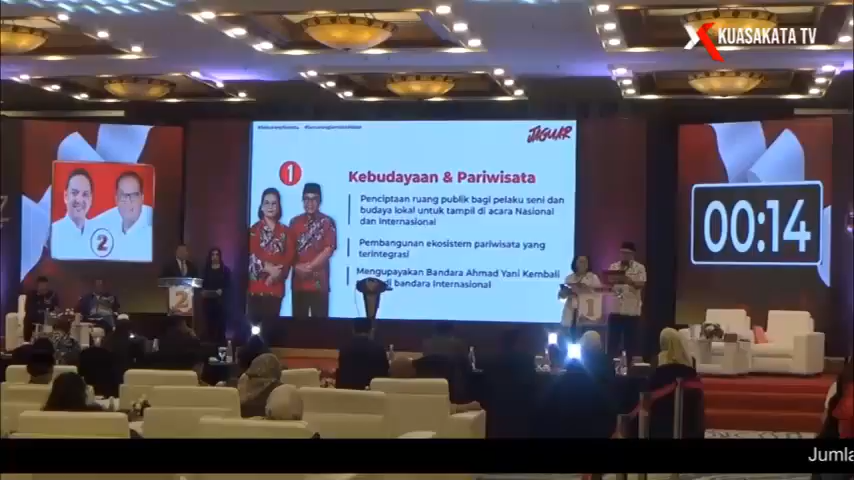 KUASAKATA TV
JAGUAR
1
Kebudayaan & Pariwisata
Penciptaan ruang publik bagi pelaku seni dan
budaya lokal untuk tampil di acara Nasional
dan Internasional
Pembangunan ekosistem pariwisata yang
terintegrasi
Mengupayakan Bandara Ahmad Yani Kembali
di bandara Internasional
2
00:14
2
1
Jumla